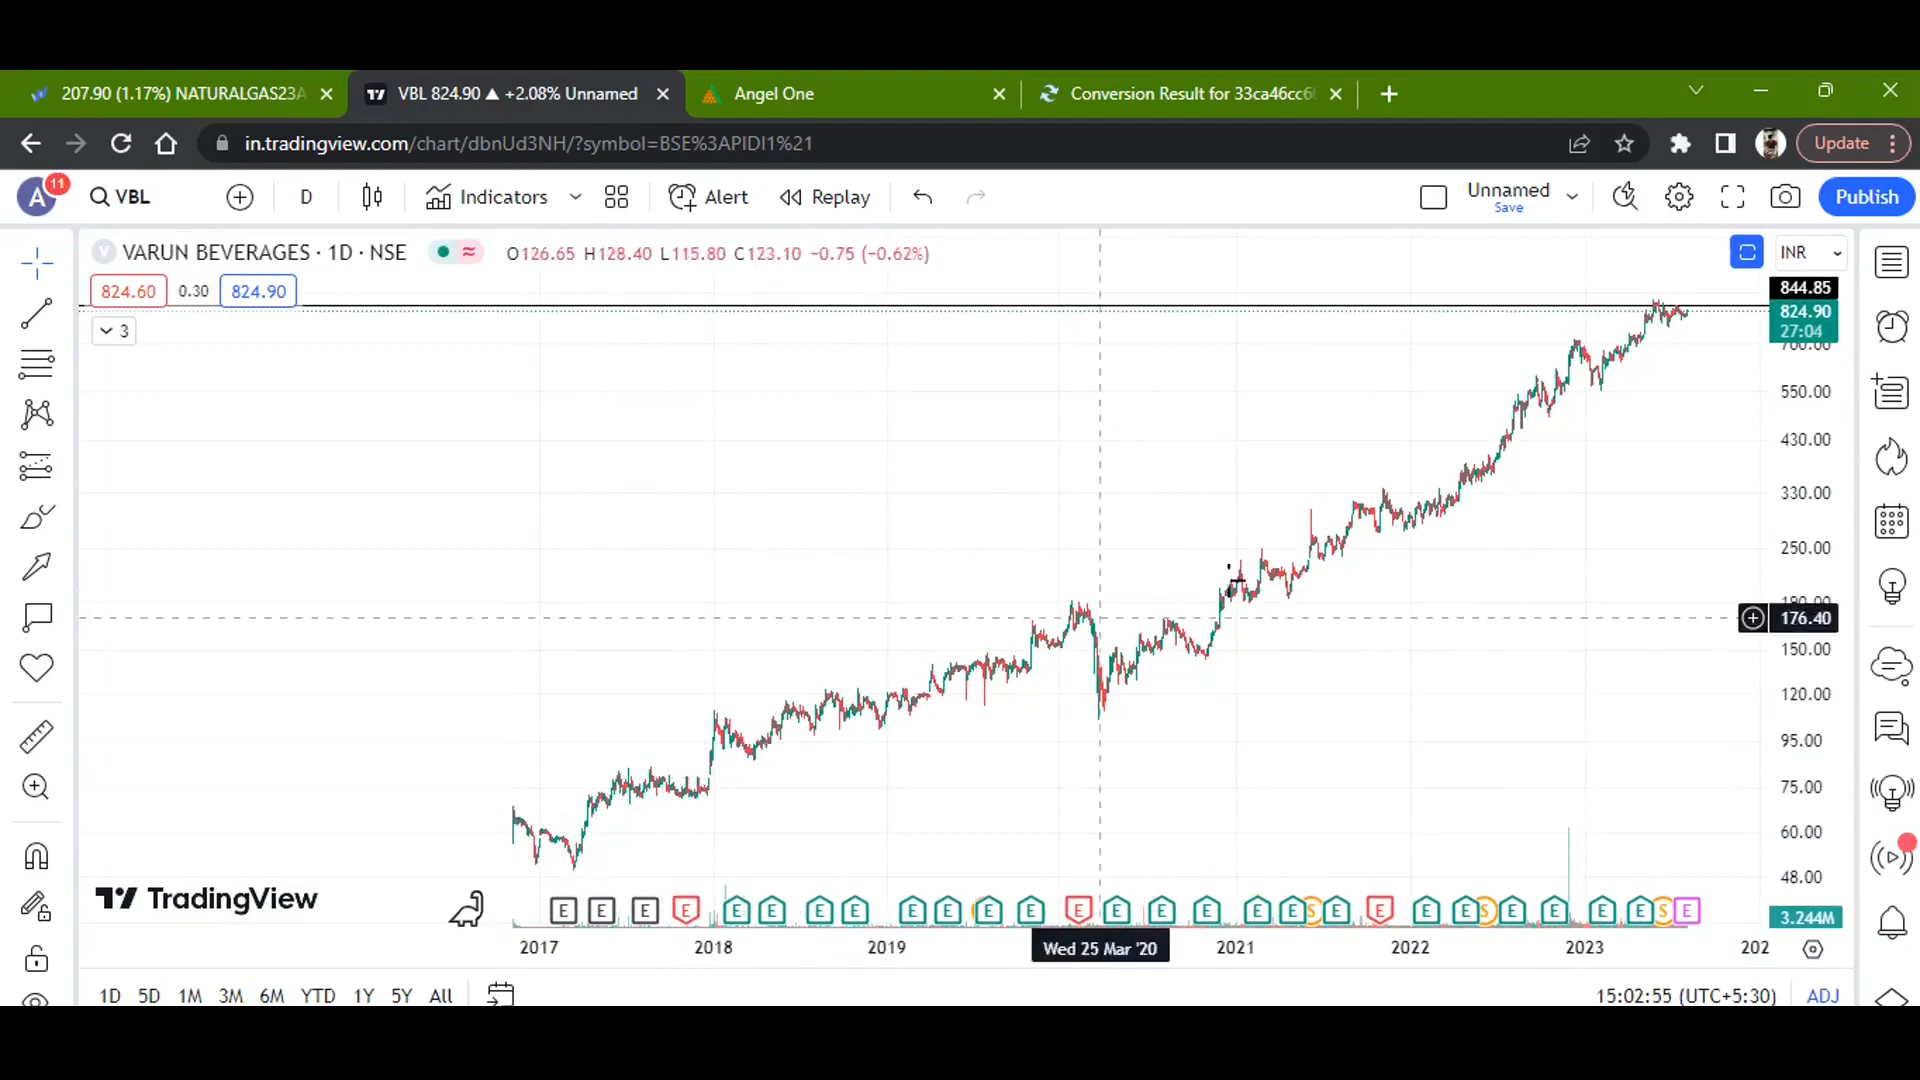 207.90 (1.17%) NATURALGAS23A
VBL 824.90 ▲ +2.08% Unnamed
Angel One
Conversion Result for 33ca46cc6
in.tradingview.com/chart/dbnUd3NH/?symbol=BSE%3APIDI1%21
Update
A
11
VBL
D
Indicators
Alert
Replay
Unnamed
Save
Publish
V
VARUN BEVERAGES · 1D · NSE
O126.65 H128.40 L115.80 C123.10 −0.75 (−0.62%)
INR
824.60
0.30
824.90
844.85
824.90
27:04
3
700.00
550.00
430.00
330.00
250.00
190.00
176.40
150.00
120.00
95.00
75.00
60.00
48.00
3.244M
TradingView
E E E E E E E E E E E E E E E E E E S E E E E S E E E E S E
2017 2018 2019 Wed 25 Mar '20 2021 2022 2023 202
1D 5D 1M 3M 6M YTD 1Y 5Y All
15:02:55 (UTC+5:30)
ADJ